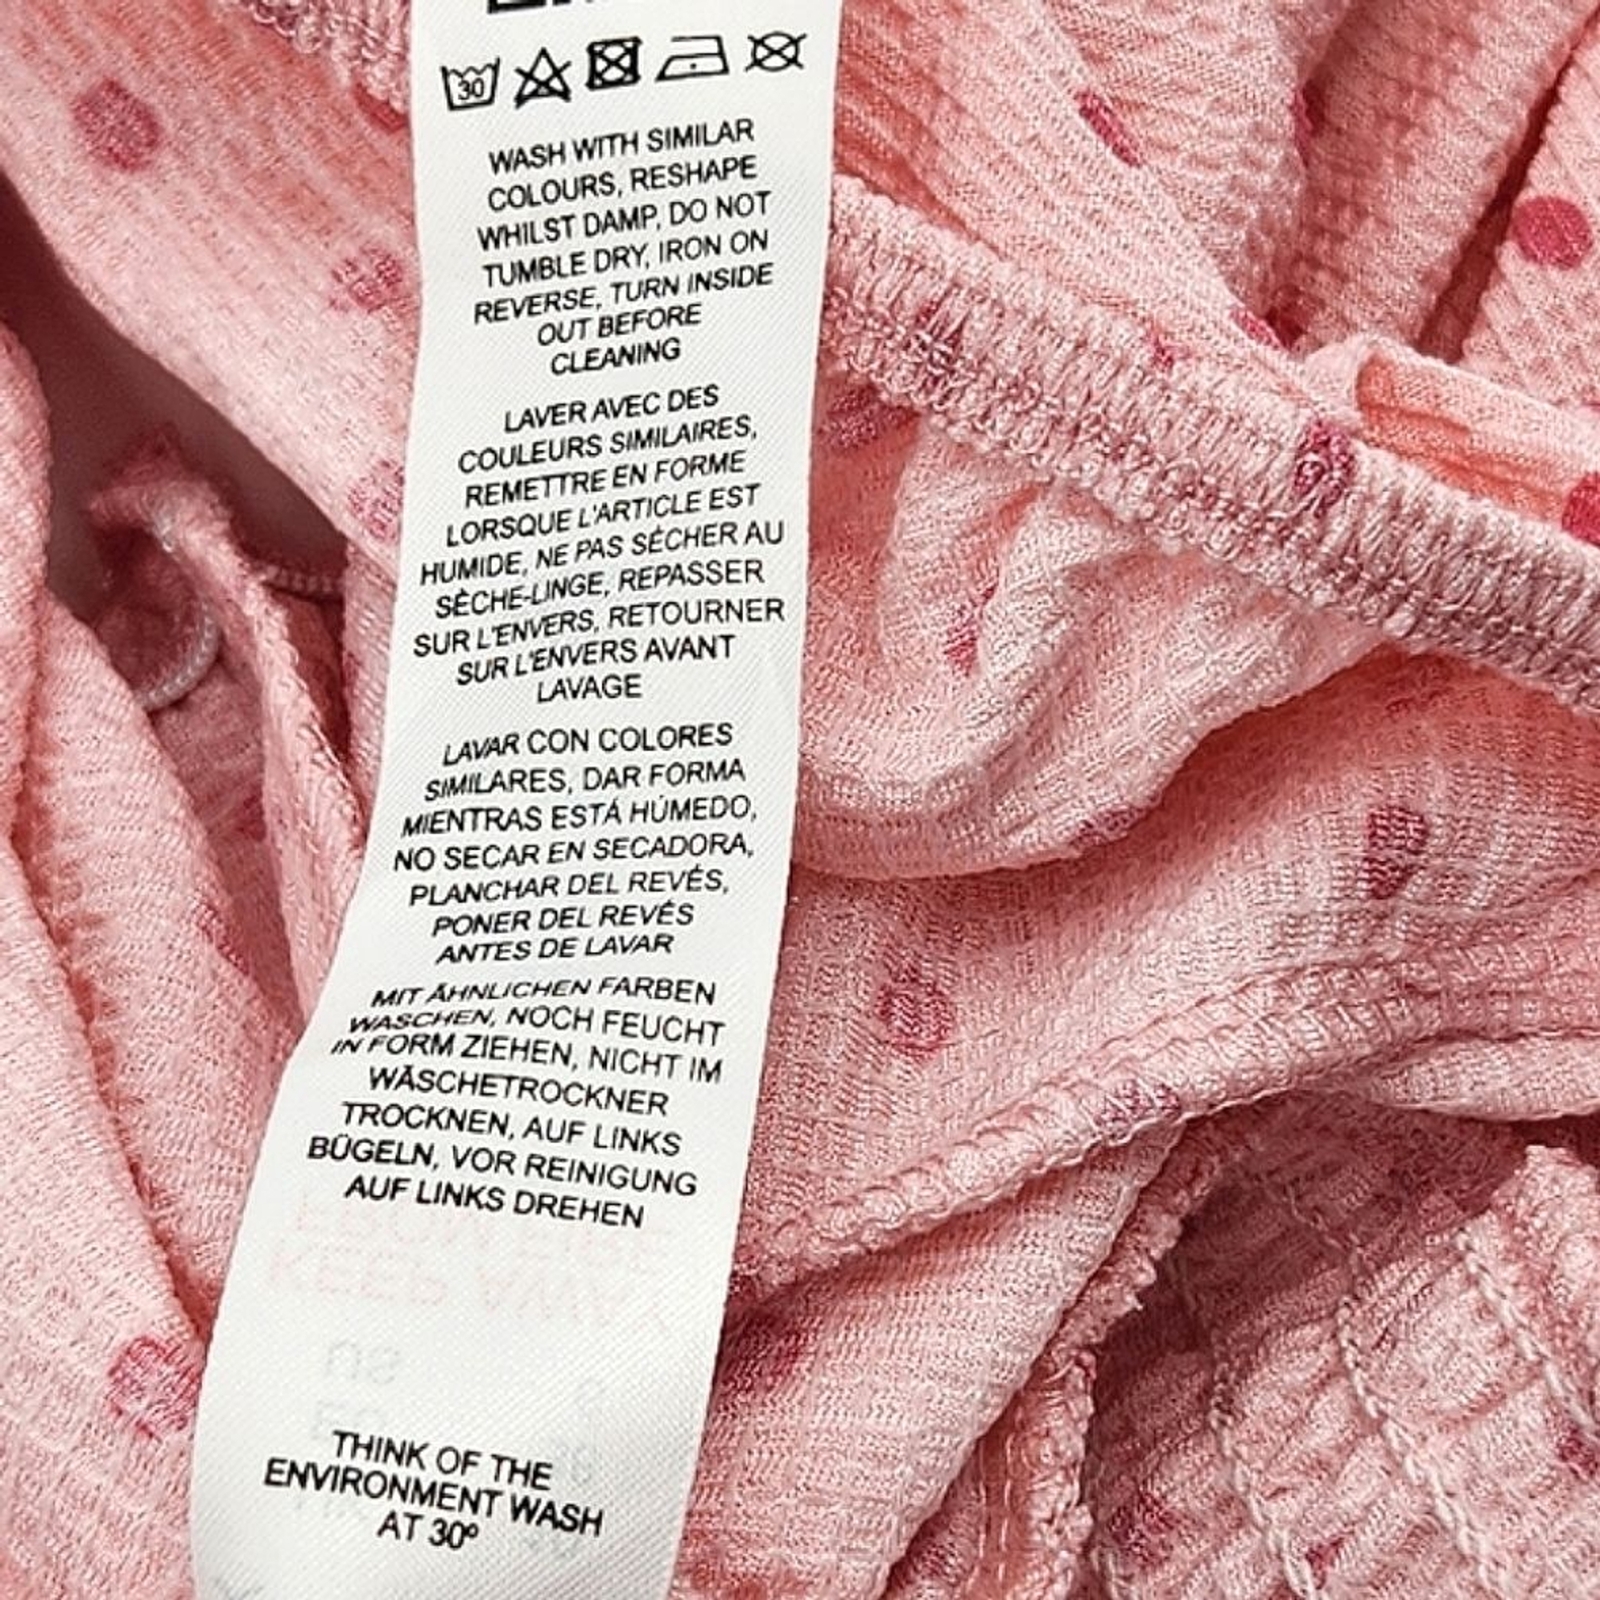 30
WASH WITH SIMILAR
COLOURS, RESHAPE
WHILST DAMP, DO NOT
TUMBLE DRY, IRON ON
REVERSE, TURN INSIDE
OUT BEFORE
CLEANING
LAVER AVEC DES
COULEURS SIMILAIRES,
REMETTRE EN FORME
LORSQUE L'ARTICLE EST
HUMIDE, NE PAS SÉCHER AU
SÈCHE-LINGE, REPASSER
SUR L'ENVERS, RETOURNER
SUR L'ENVERS AVANT
LAVAGE
LAVAR CON COLORES
SIMILARES, DAR FORMA
MIENTRAS ESTÁ HÚMEDO,
NO SECAR EN SECADORA,
PLANCHAR DEL REVÉS,
PONER DEL REVÉS
ANTES DE LAVAR
MIT ÄHNLICHEN FARBEN
WASCHEN, NOCH FEUCHT
IN FORM ZIEHEN, NICHT IM
WÄSCHETROCKNER
TROCKNEN, AUF LINKS
BÜGELN, VOR REINIGUNG
AUF LINKS DREHEN
THINK OF THE
ENVIRONMENT WASH
AT 30º